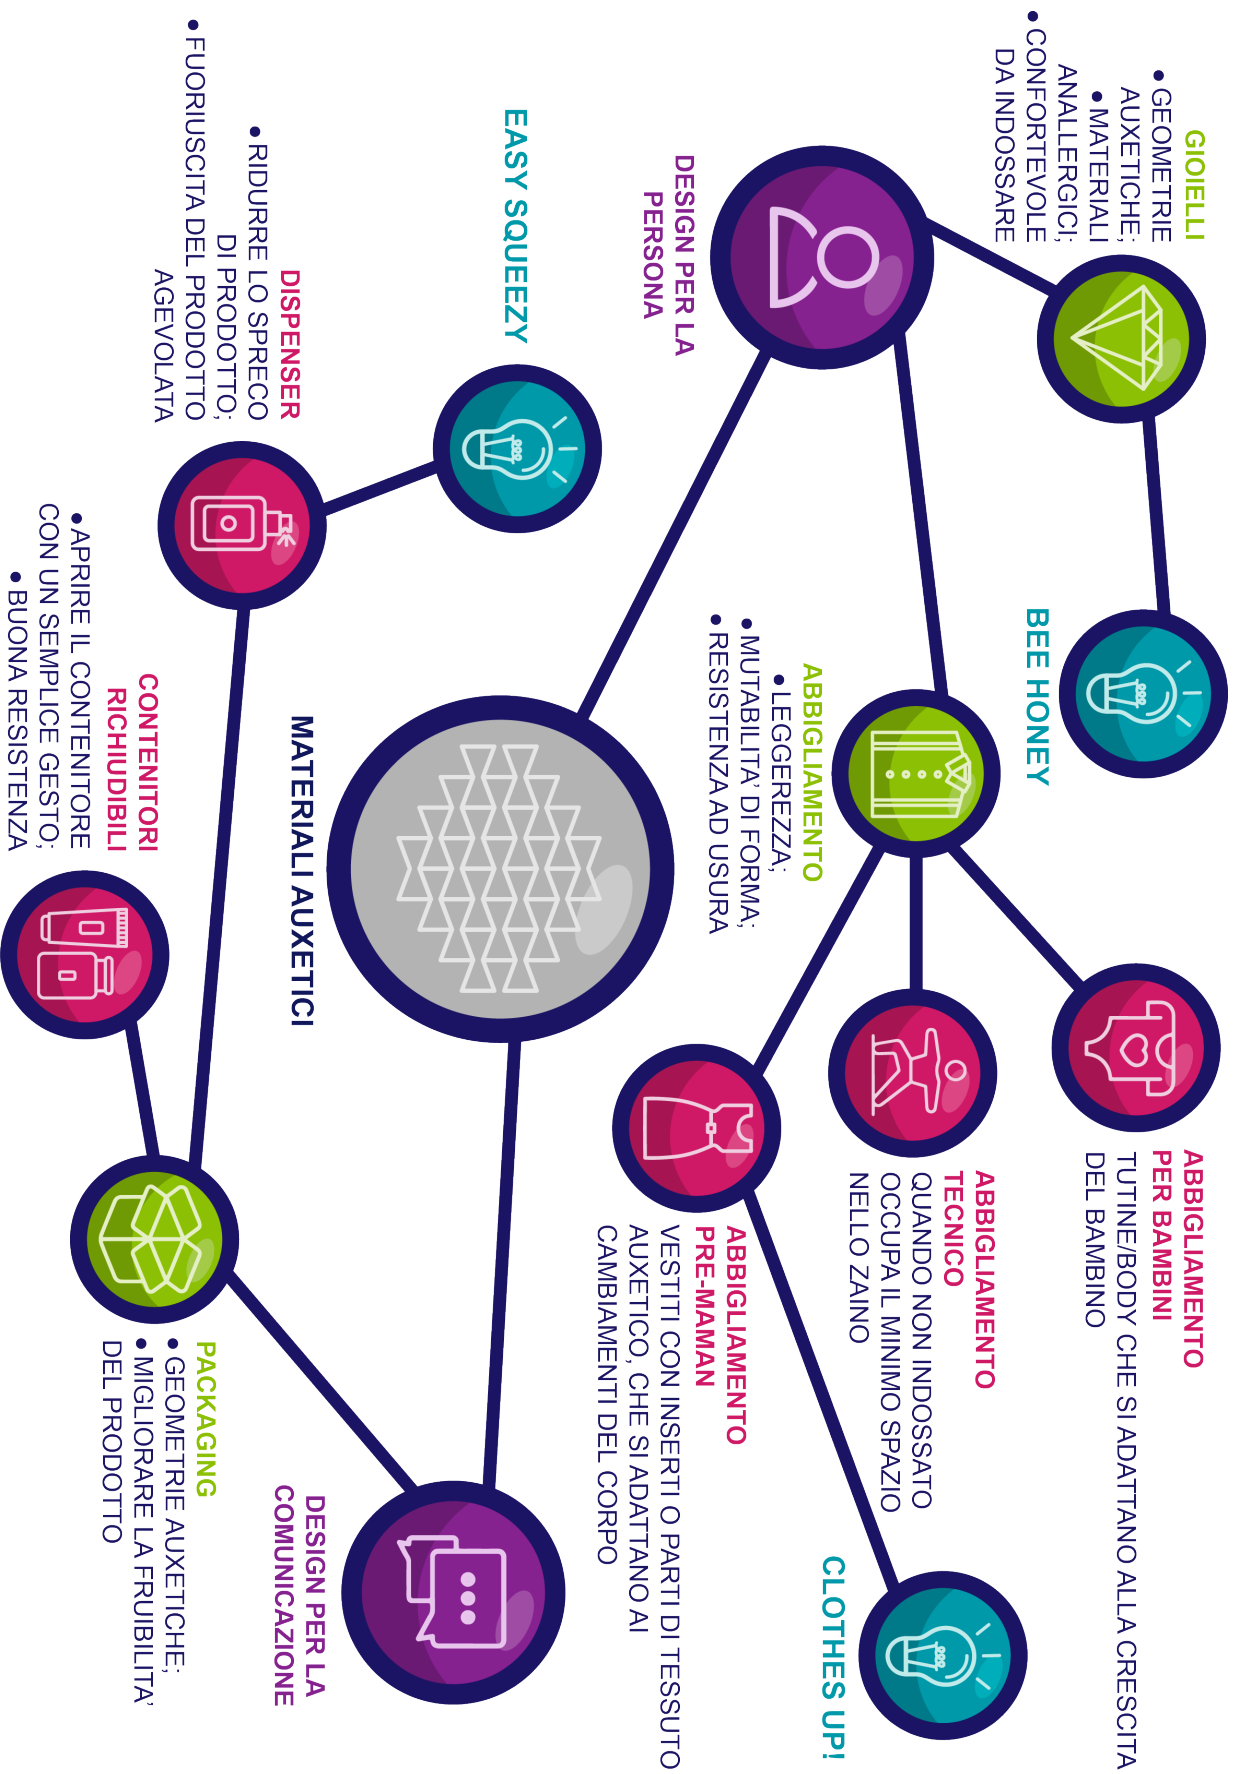 GIOIELLI
• GEOMETRIE
AUXETICHE;
• MATERIALI
ANALLERGICI;
• CONFORTEVOLE
DA INDOSSARE
BEE HONEY
ABBIGLIAMENTO
PER BAMBINI
TUTINE/BODY CHE SI ADATTANO ALLA CRESCITA
DEL BAMBINO
DESIGN PER LA
PERSONA
ABBIGLIAMENTO
• LEGGEREZZA;
• MUTABILITA' DI FORMA;
• RESISTENZA AD USURA
ABBIGLIAMENTO
TECNICO
QUANDO NON INDOSSATO
OCCUPA IL MINIMO SPAZIO
NELLO ZAINO
ABBIGLIAMENTO
PRE-MAMAN
VESTITI CON INSERTI O PARTI DI TESSUTO
AUXETICO, CHE SI ADATTANO AI
CAMBIAMENTI DEL CORPO
CLOTHES UP!
EASY SQUEEZY
MATERIALI AUXETICI
DISPENSER
• RIDURRE LO SPRECO
DI PRODOTTO;
• FUORIUSCITA DEL PRODOTTO
AGEVOLATA
DESIGN PER LA
COMUNICAZIONE
CONTENITORI
RICHIUDIBILI
• APRIRE IL CONTENITORE
CON UN SEMPLICE GESTO;
• BUONA RESISTENZA
PACKAGING
• GEOMETRIE AUXETICHE;
• MIGLIORARE LA FRUIBILITA'
DEL PRODOTTO